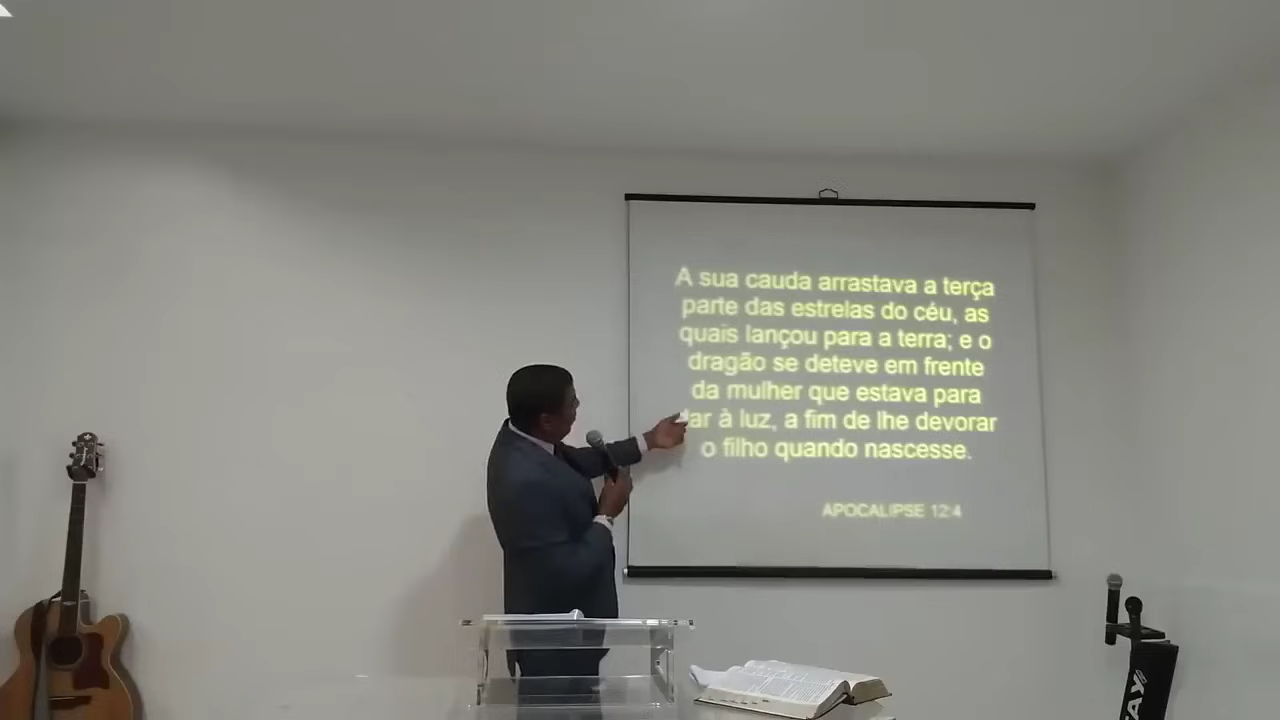 A sua cauda arrastava a terça
parte das estrelas do céu, as
quais lançou para a terra; e o
dragão se deteve em frente
da mulher que estava para
dar à luz, a fim de lhe devorar
o filho quando nascesse.
APOCALIPSE 12:4